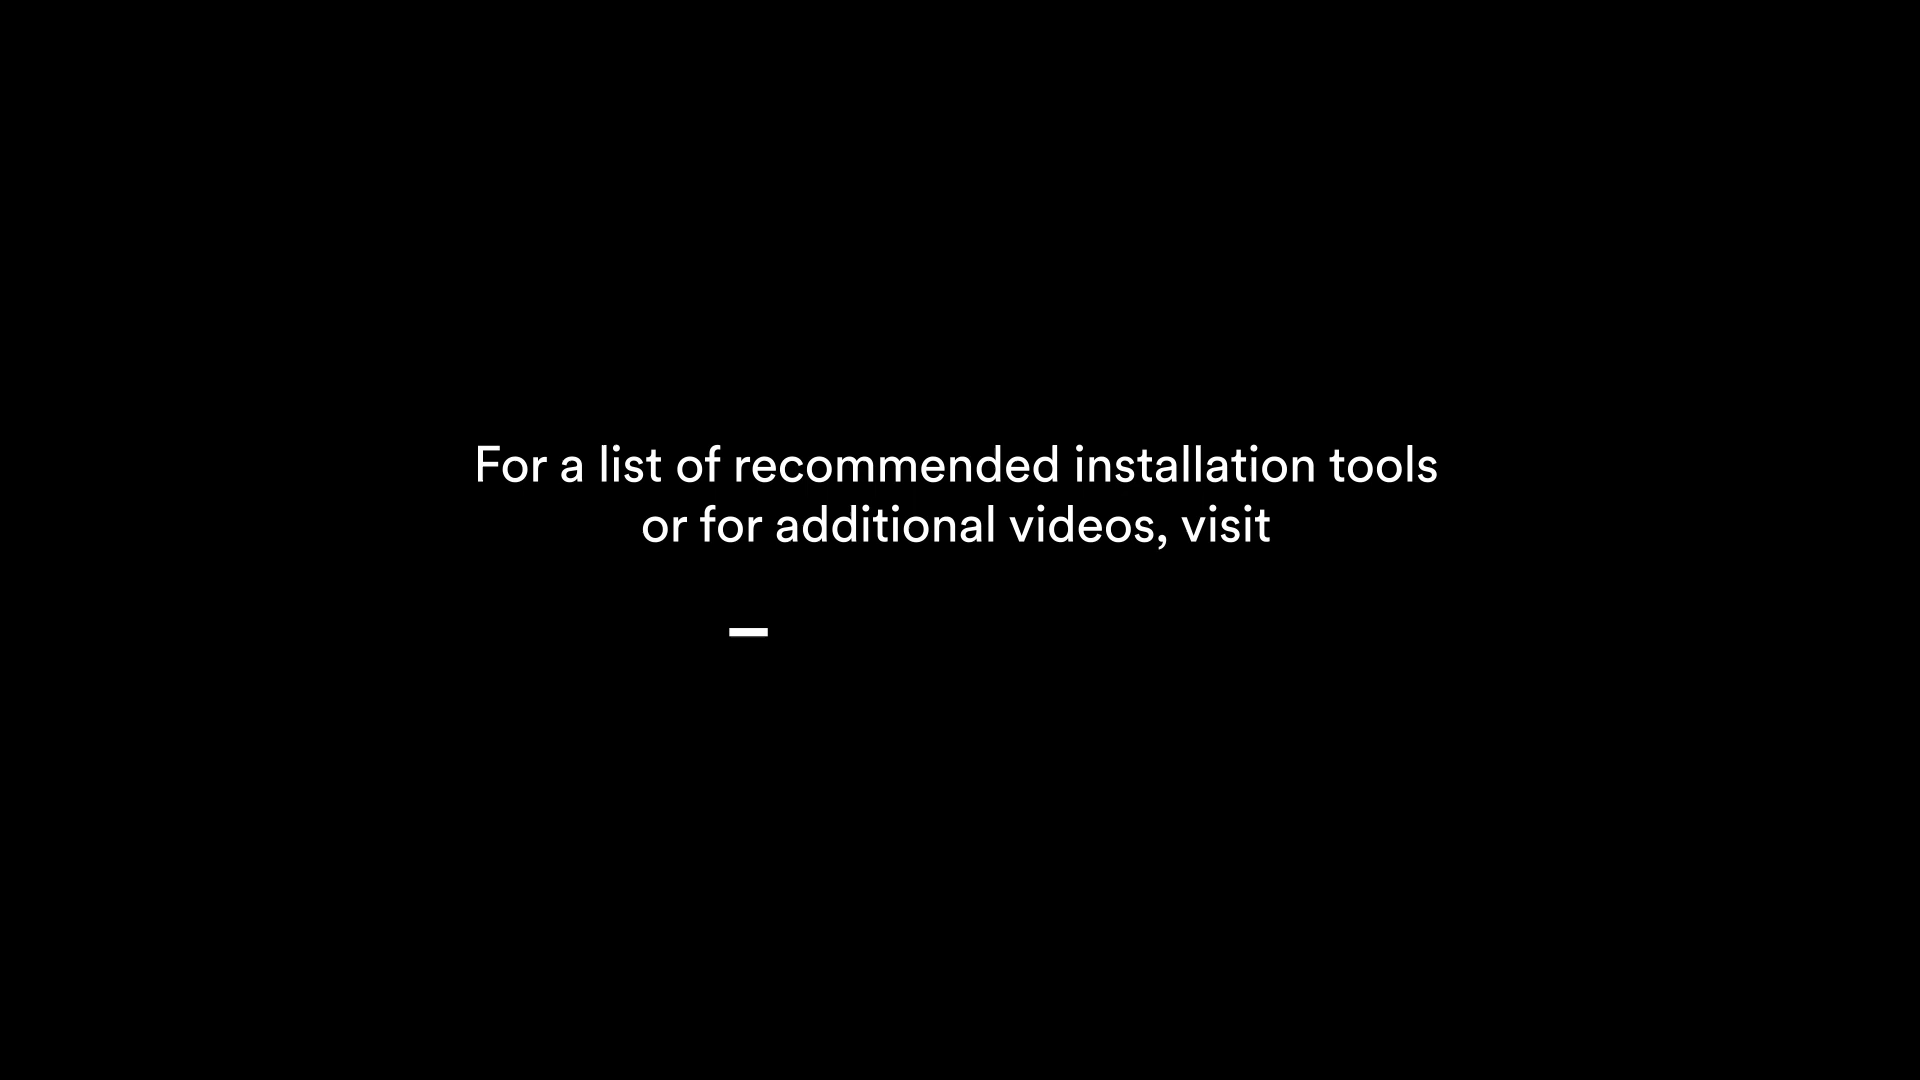 For a list of recommended installation tools
or for additional videos, visit